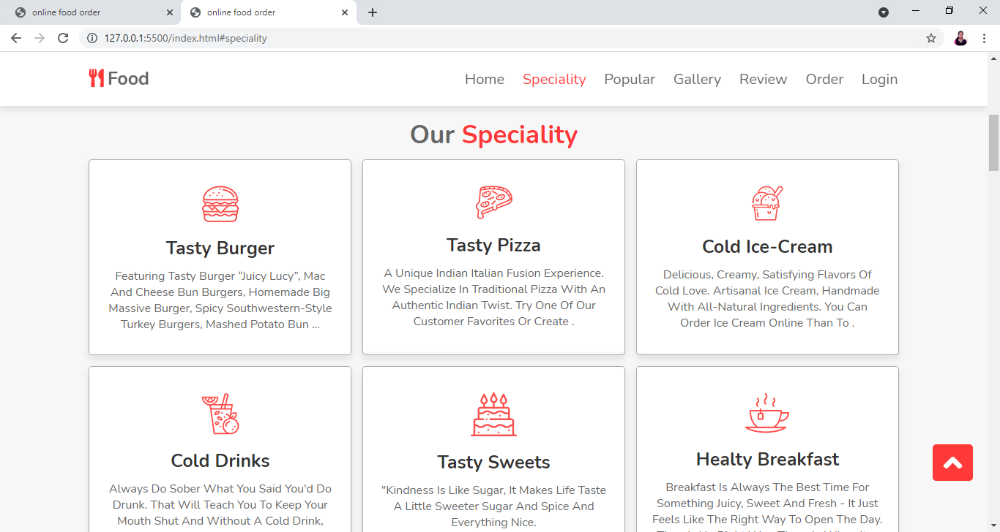 online food order
online food order
127.0.0.1:5500/index.html#speciality
Food
Home Speciality Popular Gallery Review Order Login
Our Speciality
Tasty Burger
Featuring Tasty Burger “Juicy Lucy”, Mac
And Cheese Bun Burgers, Homemade Big
Massive Burger, Spicy Southwestern-Style
Turkey Burgers, Mashed Potato Bun ...
Tasty Pizza
A Unique Indian Italian Fusion Experience.
We Specialize In Traditional Pizza With An
Authentic Indian Twist. Try One Of Our
Customer Favorites Or Create .
Cold Ice-Cream
Delicious, Creamy, Satisfying Flavors Of
Cold Love. Artisanal Ice Cream, Handmade
With All-Natural Ingredients. You Can
Order Ice Cream Online Than To .
Cold Drinks
Always Do Sober What You Said You'd Do
Drunk. That Will Teach You To Keep Your
Mouth Shut And Without A Cold Drink,
Tasty Sweets
"Kindness Is Like Sugar, It Makes Life Taste
A Little Sweeter Sugar And Spice And
Everything Nice.
Healty Breakfast
Breakfast Is Always The Best Time For
Something Juicy, Sweet And Fresh - It Just
Feels Like The Right Way To Open The Day.